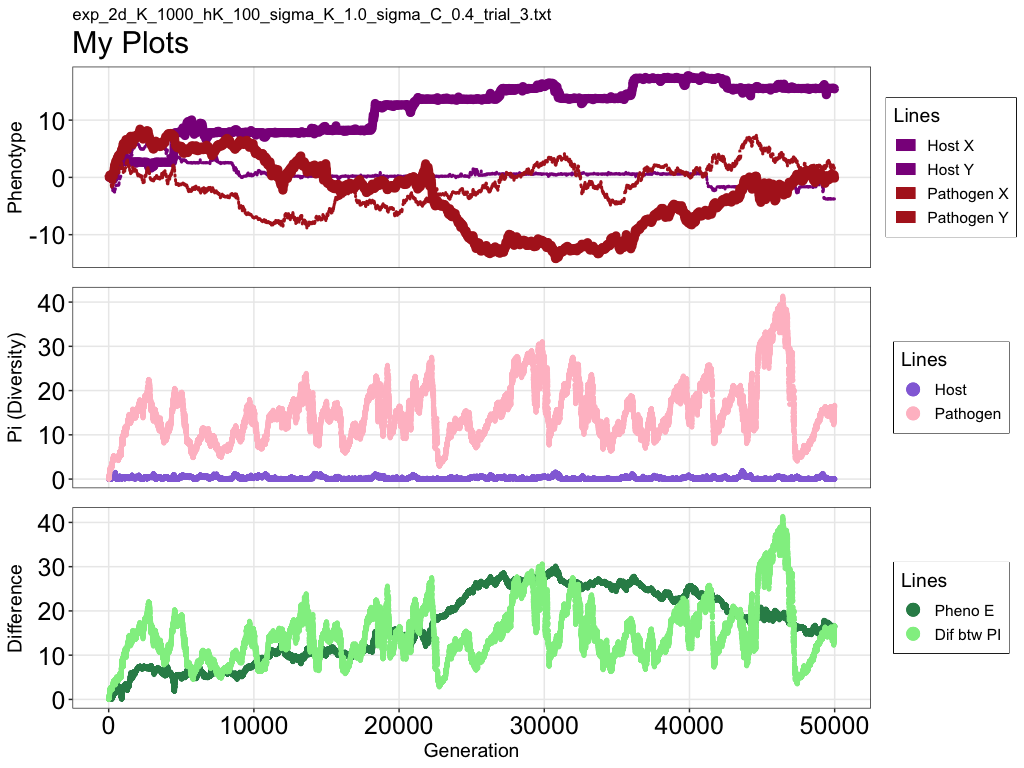 exp_2d_K_1000_hK_100_sigma_K_1.0_sigma_C_0.4_trial_3.txt
My Plots
Phenotype
10
0
-10
Lines
Host X
Host Y
Pathogen X
Pathogen Y
Pi (Diversity)
40
30
20
10
0
Lines
Host
Pathogen
Difference
40
30
20
10
0
Lines
Pheno E
Dif btw PI
0 10000 20000 30000 40000 50000
Generation